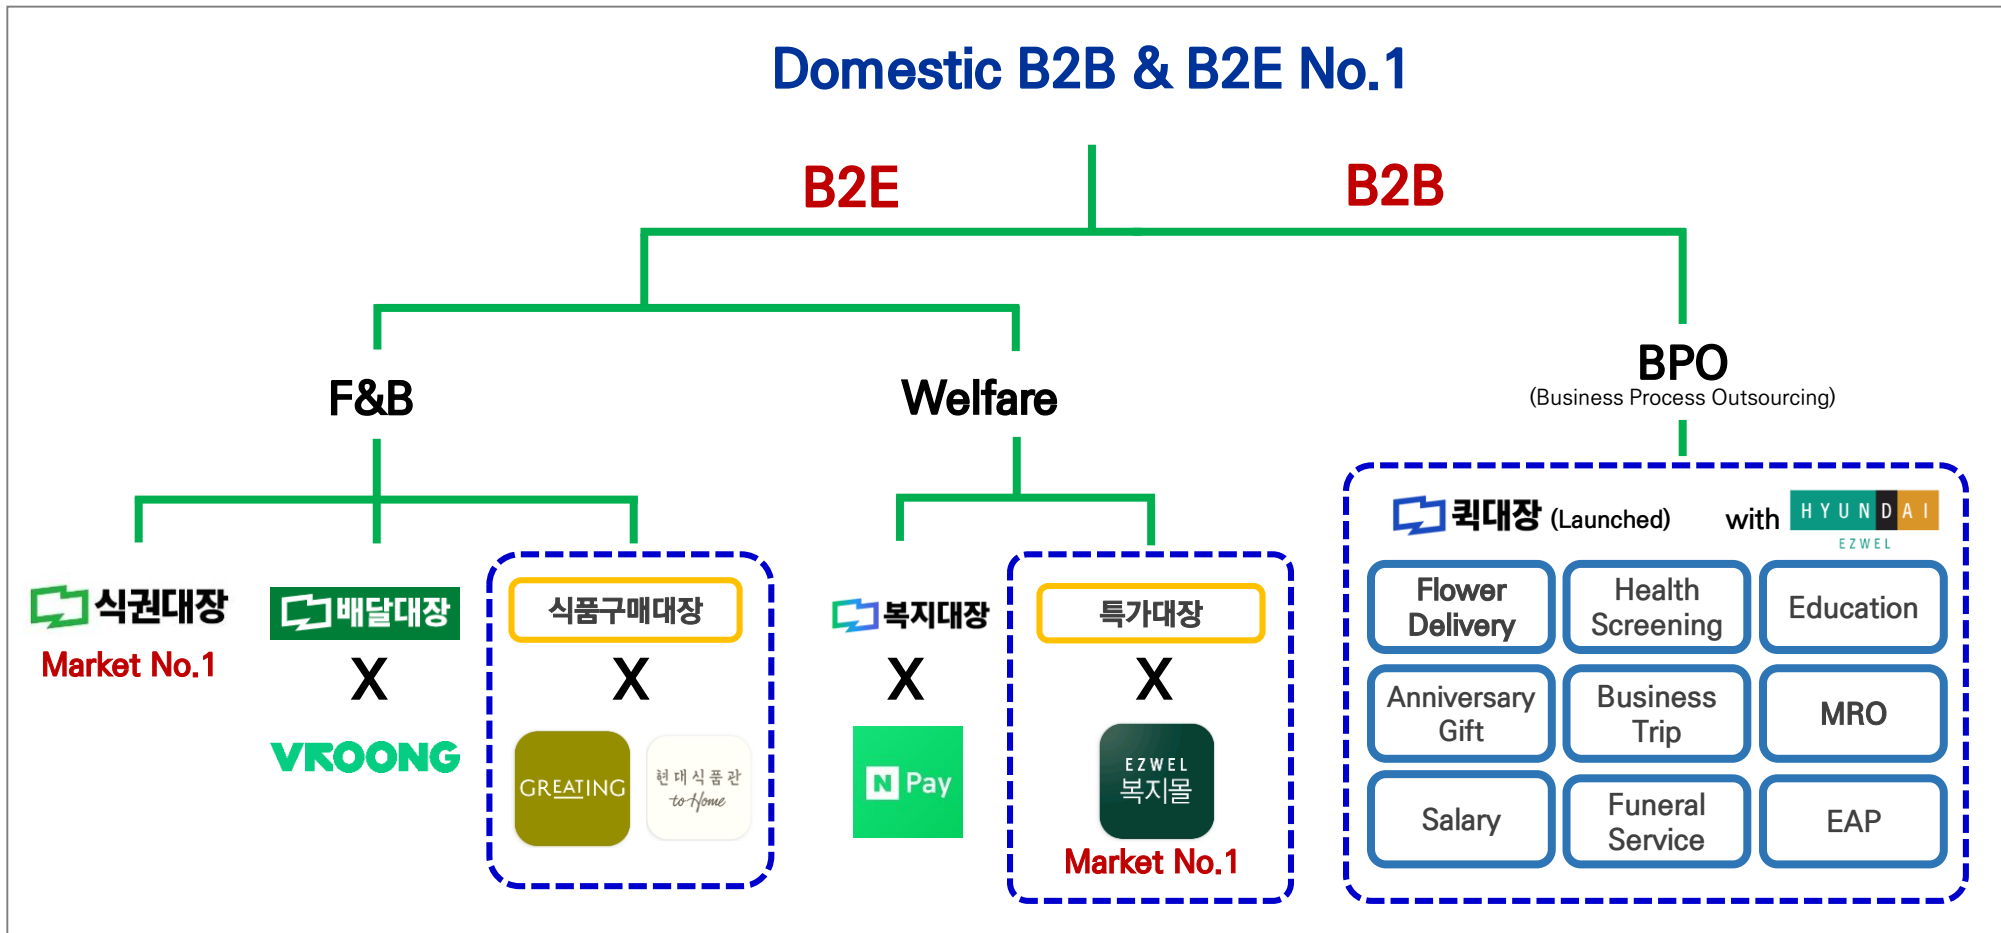 Domestic B2B & B2E No.1
B2E
B2B
F&B
Welfare
BPO
(Business Process Outsourcing)
식권대장
Market No.1
배달대장
X
VROONG
식품구매대장
X
GREATING
현대식품관
to Home
복지대장
X
N Pay
특가대장
X
EZWEL
복지몰
Market No.1
퀵대장 (Launched) with HYUNDAI
EZWEL
Flower
Delivery
Health
Screening
Education
Anniversary
Gift
Business
Trip
MRO
Salary
Funeral
Service
EAP